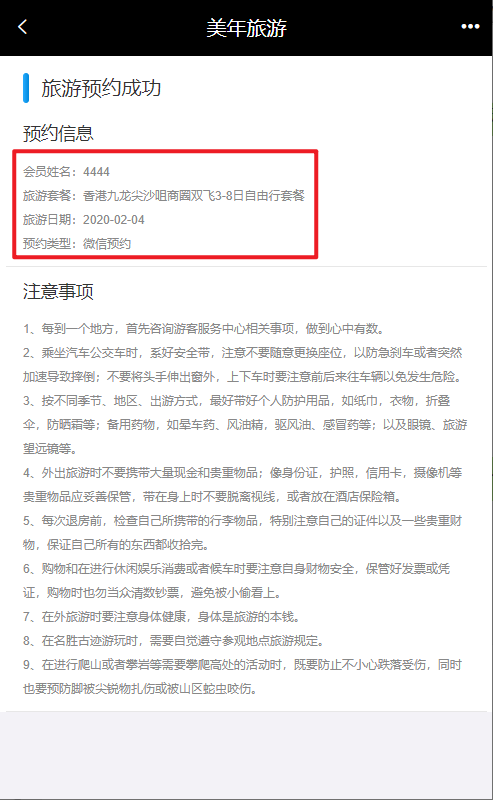 美年旅游
旅游预约成功
预约信息
会员姓名：4444
旅游套餐：香港九龙尖沙咀商圈双飞3-8日自由行套餐
旅游日期：2020-02-04
预约类型：微信预约
注意事项
1、每到一个地方，首先咨询游客服务中心相关事项，做到心中有数。
2、乘坐汽车公交车时，系好安全带，注意不要随意更换座位，以防急刹车或者突然
加速导致摔倒；不要将头手伸出窗外，上下车时要注意前后来往车辆以免发生危险。
3、按不同季节、地区、出游方式，最好带好个人防护用品，如纸巾，衣物，折叠
伞，防晒霜等；备用药物，如晕车药、风油精，驱风油、感冒药等；以及眼镜、旅游
望远镜等。
4、外出旅游时不要携带大量现金和贵重物品；像身份证，护照，信用卡，摄像机等
贵重物品应妥善保管，带在身上时不要脱离视线，或者放在酒店保险箱。
5、每次退房前，检查自己所携带的行李物品，特别注意自己的证件以及一些贵重财
物，保证自己所有的东西都收拾完。
6、购物和在进行休闲娱乐消费或者候车时要注意自身财物安全，保管好发票或凭
证，购物时也勿当众清数钞票，避免被小偷看上。
7、在外旅游时要注意身体健康，身体是旅游的本钱。
8、在名胜古迹游玩时，需要自觉遵守参观地点旅游规定。
9、在进行爬山或者攀岩等需要攀爬高处的活动时，既要防止不小心跌落受伤，同时
也要预防脚被尖锐物扎伤或被山区蛇虫咬伤。